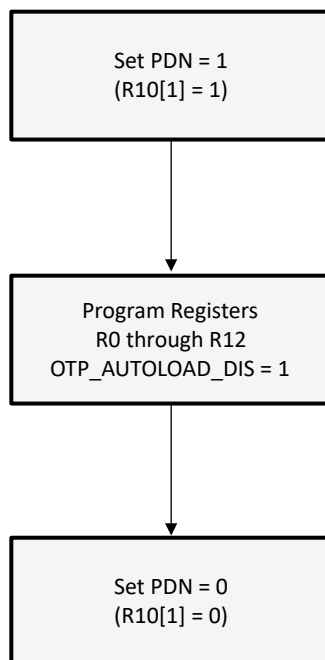 Set PDN = 1
(R10[1] = 1)
Program Registers
R0 through R12
OTP_AUTOLOAD_DIS = 1
Set PDN = 0
(R10[1] = 0)